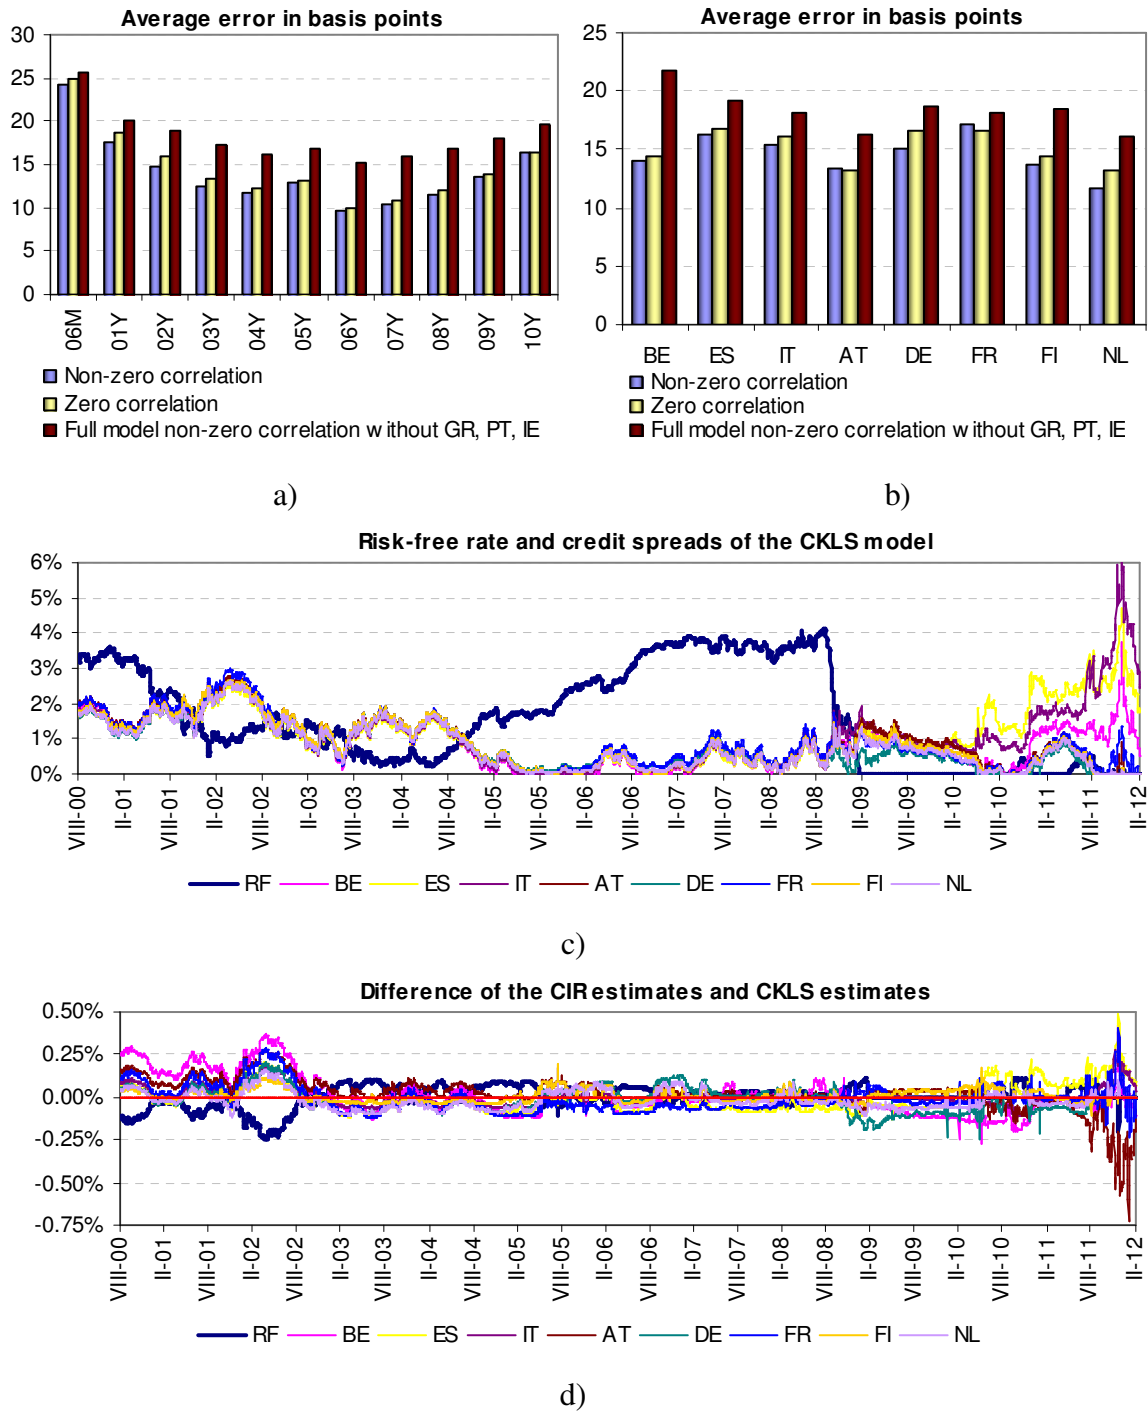 Average error in basis points
30
25
20
15
10
5
0
06M 01Y 02Y 03Y 04Y 05Y 06Y 07Y 08Y 09Y 10Y
Non-zero correlation
Zero correlation
Full model non-zero correlation without GR, PT, IE
a)
Average error in basis points
25
20
15
10
5
0
BE ES IT AT DE FR FI NL
Non-zero correlation
Zero correlation
Full model non-zero correlation without GR, PT, IE
b)
Risk-free rate and credit spreads of the CKLS model
6%
5%
4%
3%
2%
1%
0%
VIII-00 II-01 VIII-01 II-02 VIII-02 II-03 VIII-03 II-04 VIII-04 II-05 VIII-05 II-06 VIII-06 II-07 VIII-07 II-08 VIII-08 II-09 VIII-09 II-10 VIII-10 II-11 VIII-11 II-12
RF BE ES IT AT DE FR FI NL
c)
Difference of the CIR estimates and CKLS estimates
0.50%
0.25%
0.00%
-0.25%
-0.50%
-0.75%
VIII-00 II-01 VIII-01 II-02 VIII-02 II-03 VIII-03 II-04 VIII-04 II-05 VIII-05 II-06 VIII-06 II-07 VIII-07 II-08 VIII-08 II-09 VIII-09 II-10 VIII-10 II-11 VIII-11 II-12
RF BE ES IT AT DE FR FI NL
d)